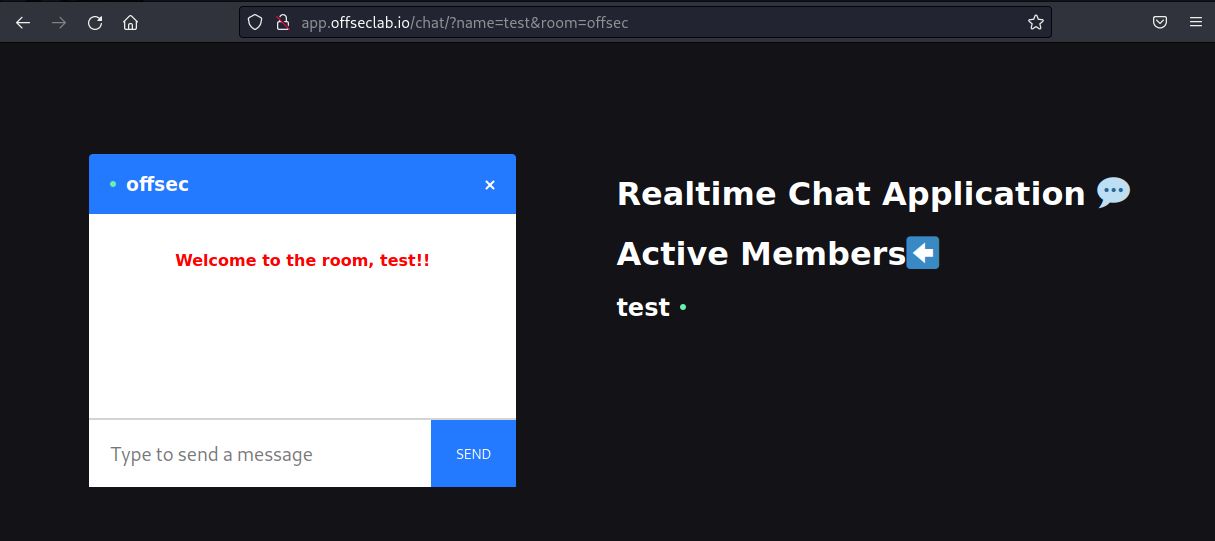 app.offseclab.io/chat/?name=test&room=offsec
offsec
×
Welcome to the room, test!!
Type to send a message
SEND
Realtime Chat Application 💬
Active Members⬅️
test